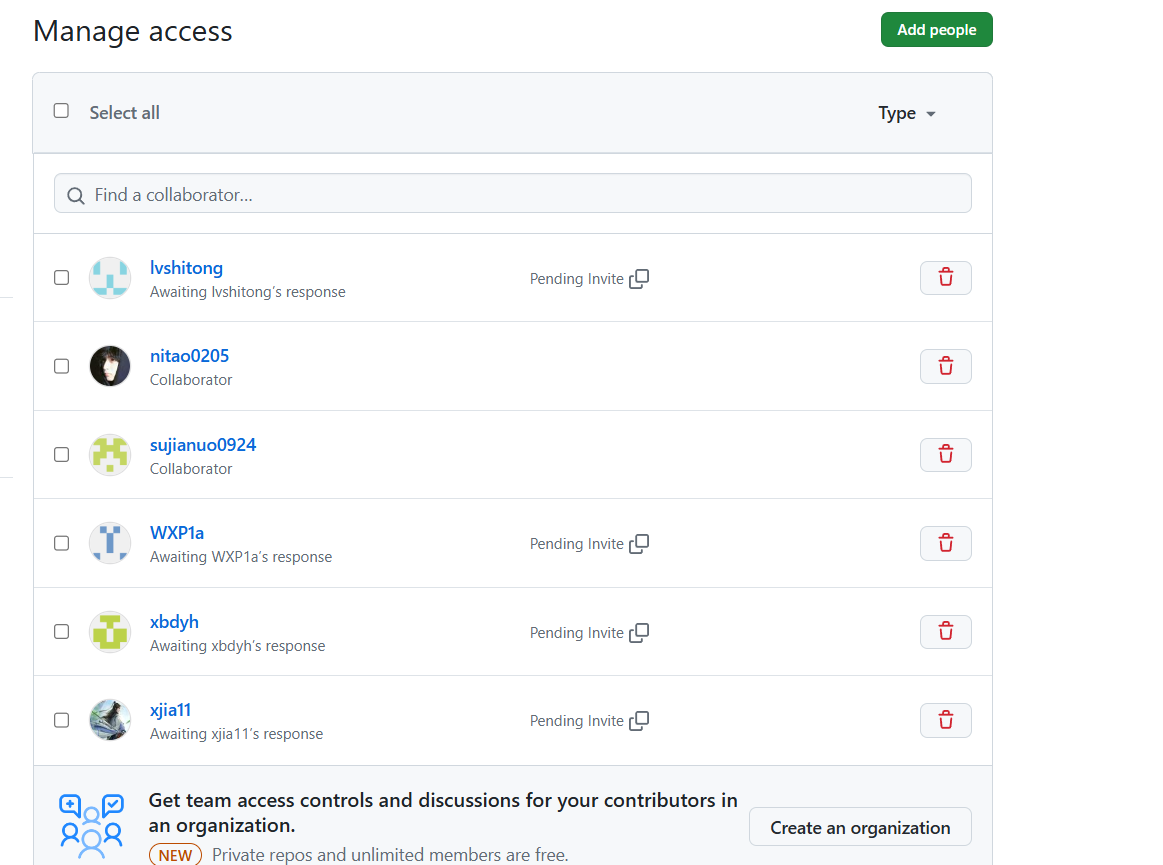 Manage access
Add people
Select all
Type
Find a collaborator...
lvshitong
Awaiting lvshitong's response
Pending Invite
nitao0205
Collaborator
sujianuo0924
Collaborator
WXP1a
Awaiting WXP1a's response
Pending Invite
xbdyh
Awaiting xbdyh's response
Pending Invite
xjia11
Awaiting xjia11's response
Pending Invite
Get team access controls and discussions for your contributors in
an organization.
NEW Private repos and unlimited members are free.
Create an organization